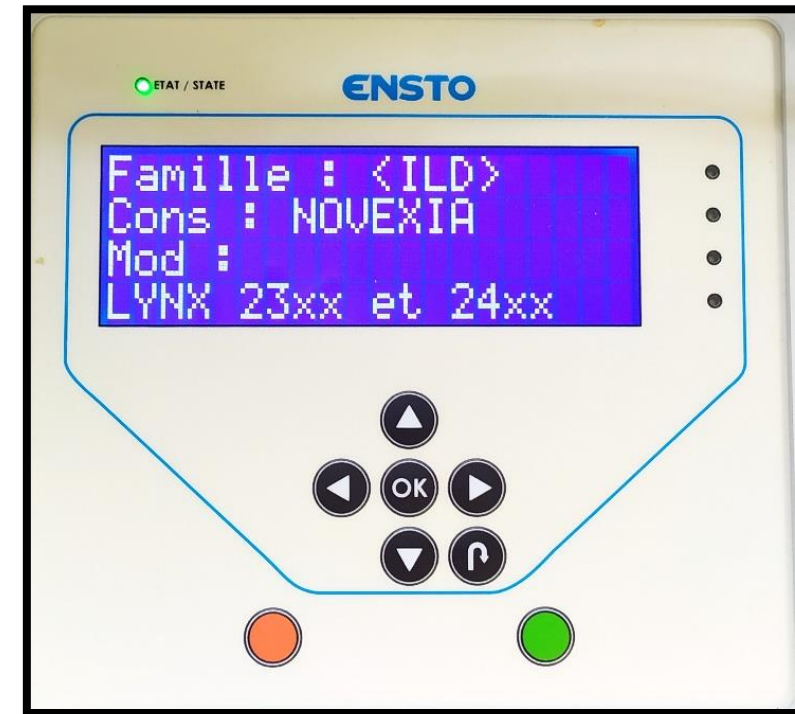 ETAT / STATE
ENSTO
Famille : <ILD>
Cons : NOVEXIA
Mod :
LYNX 23xx et 24xx
OK